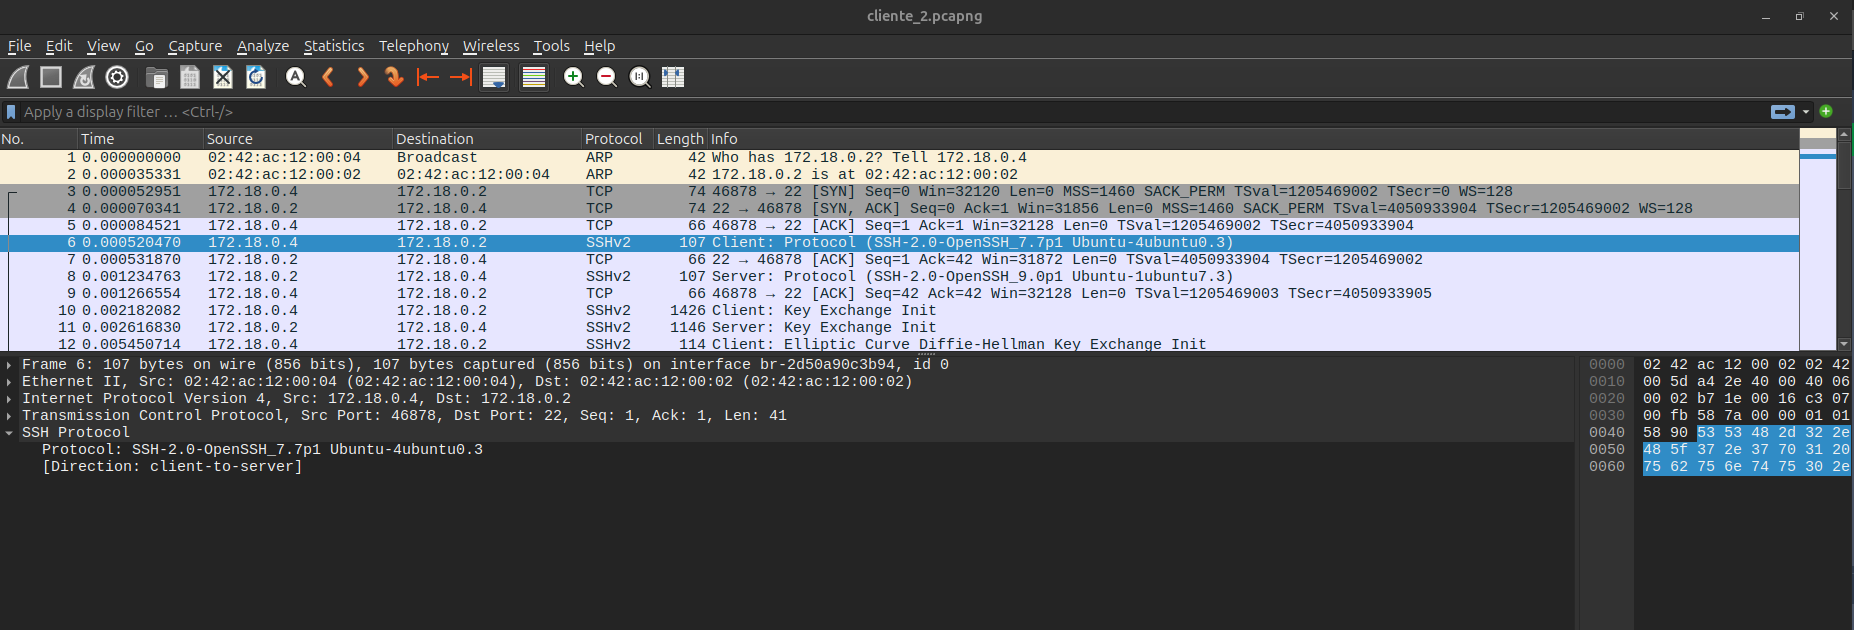 cliente_2.pcapng
File Edit View Go Capture Analyze Statistics Telephony Wireless Tools Help
Apply a display filter … <Ctrl-/>
No. Time Source Destination Protocol Length Info
1 0.000000000 02:42:ac:12:00:04 Broadcast ARP 42 Who has 172.18.0.2? Tell 172.18.0.4
2 0.000035331 02:42:ac:12:00:02 02:42:ac:12:00:04 ARP 42 172.18.0.2 is at 02:42:ac:12:00:02
3 0.000052951 172.18.0.4 172.18.0.2 TCP 74 46878 → 22 [SYN] Seq=0 Win=32120 Len=0 MSS=1460 SACK_PERM TSval=1205469002 TSecr=0 WS=128
4 0.000070341 172.18.0.2 172.18.0.4 TCP 74 22 → 46878 [SYN, ACK] Seq=0 Ack=1 Win=31856 Len=0 MSS=1460 SACK_PERM TSval=4050933904 TSecr=1205469002 WS=128
5 0.000084521 172.18.0.4 172.18.0.2 TCP 66 46878 → 22 [ACK] Seq=1 Ack=1 Win=32128 Len=0 TSval=1205469002 TSecr=4050933904
6 0.000520470 172.18.0.4 172.18.0.2 SSHv2 107 Client: Protocol (SSH-2.0-OpenSSH_7.7p1 Ubuntu-4ubuntu0.3)
7 0.000531870 172.18.0.2 172.18.0.4 TCP 66 22 → 46878 [ACK] Seq=1 Ack=42 Win=31872 Len=0 TSval=4050933904 TSecr=1205469002
8 0.001234763 172.18.0.2 172.18.0.4 SSHv2 107 Server: Protocol (SSH-2.0-OpenSSH_9.0p1 Ubuntu-1ubuntu7.3)
9 0.001266554 172.18.0.4 172.18.0.2 TCP 66 46878 → 22 [ACK] Seq=42 Ack=42 Win=32128 Len=0 TSval=1205469003 TSecr=4050933905
10 0.002182082 172.18.0.4 172.18.0.2 SSHv2 1426 Client: Key Exchange Init
11 0.002616830 172.18.0.2 172.18.0.4 SSHv2 1146 Server: Key Exchange Init
12 0.005450714 172.18.0.4 172.18.0.2 SSHv2 114 Client: Elliptic Curve Diffie-Hellman Key Exchange Init
Frame 6: 107 bytes on wire (856 bits), 107 bytes captured (856 bits) on interface br-2d50a90c3b94, id 0
Ethernet II, Src: 02:42:ac:12:00:04 (02:42:ac:12:00:04), Dst: 02:42:ac:12:00:02 (02:42:ac:12:00:02)
Internet Protocol Version 4, Src: 172.18.0.4, Dst: 172.18.0.2
Transmission Control Protocol, Src Port: 46878, Dst Port: 22, Seq: 1, Ack: 1, Len: 41
SSH Protocol
Protocol: SSH-2.0-OpenSSH_7.7p1 Ubuntu-4ubuntu0.3
[Direction: client-to-server]
0000 02 42 ac 12 00 02 02 42
0010 00 5d a4 2e 40 00 40 06
0020 00 02 b7 1e 00 16 c3 07
0030 00 fb 58 7a 00 00 01 01
0040 58 90 53 53 48 2d 32 2e
0050 48 5f 37 2e 37 70 31 20
0060 75 62 75 6e 74 75 30 2e